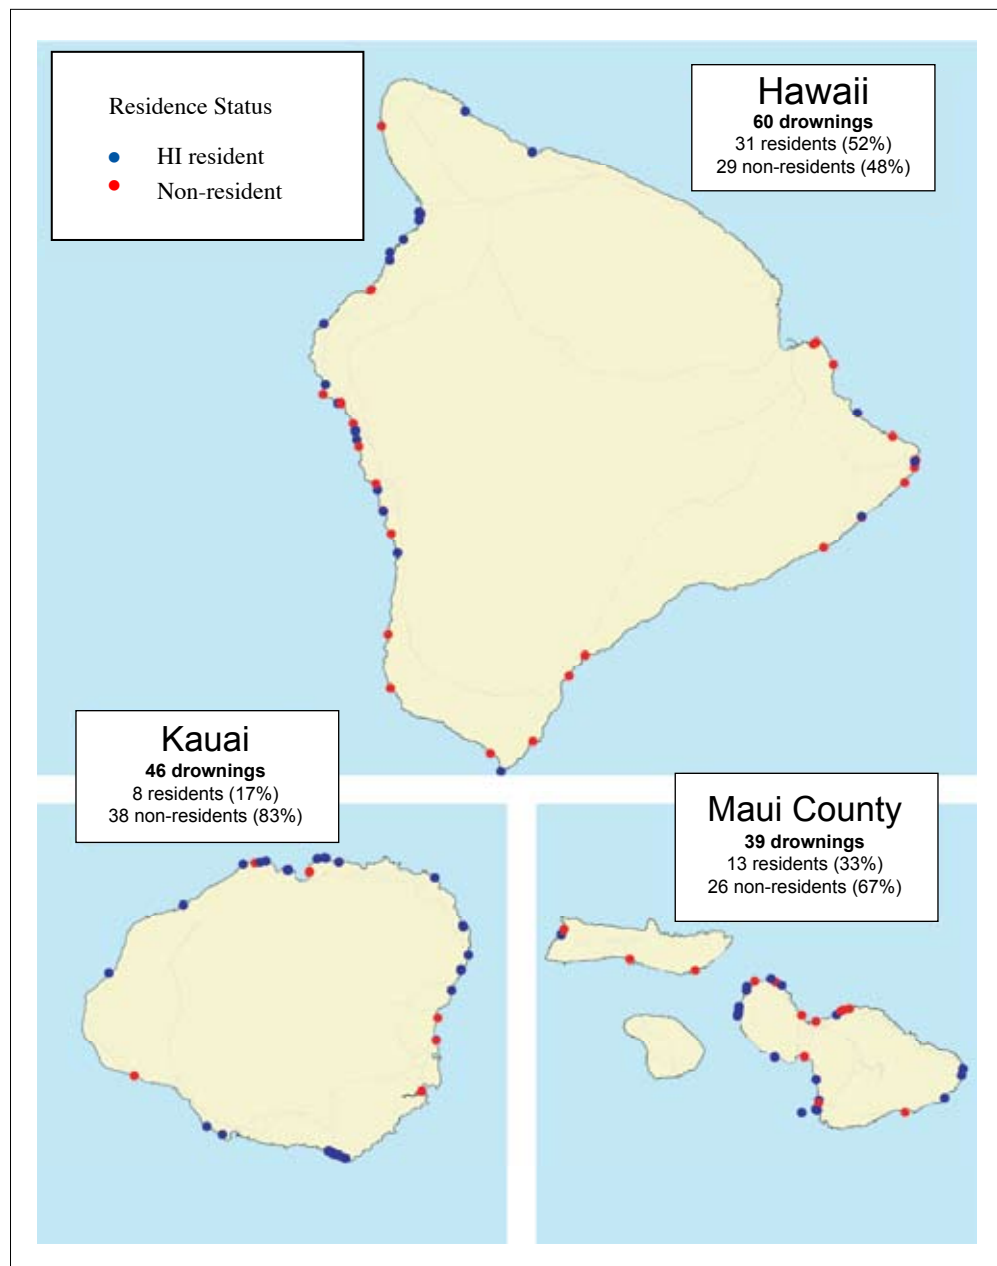 Residence Status
HI resident
Non-resident
Hawaii
60 drownings
31 residents (52%)
29 non-residents (48%)
Kauai
46 drownings
8 residents (17%)
38 non-residents (83%)
Maui County
39 drownings
13 residents (33%)
26 non-residents (67%)